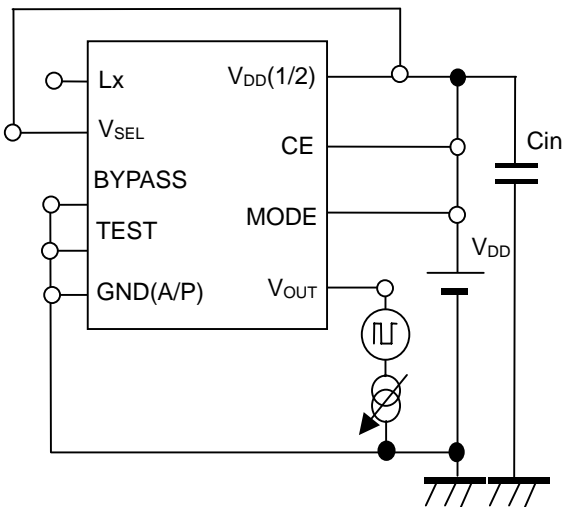 Lx
VDD(1/2)
VSEL
CE
Cin
BYPASS
MODE
TEST
VDD
GND(A/P)
VOUT